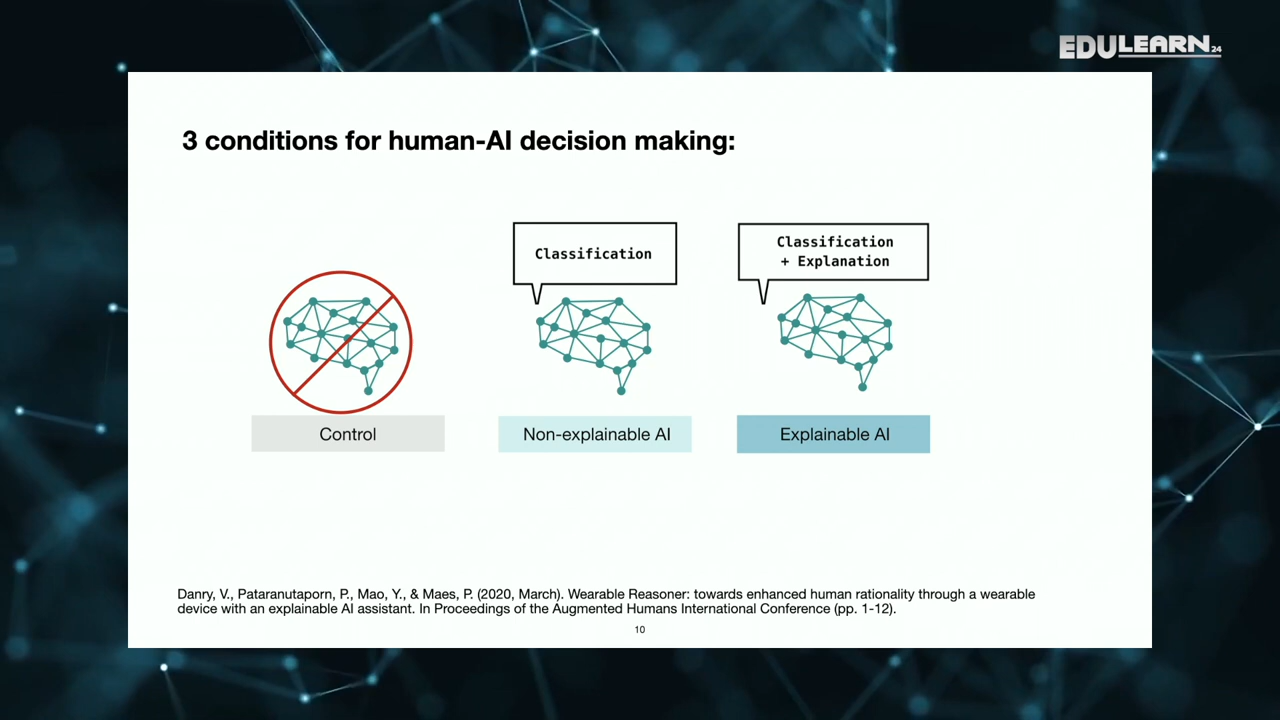 EDULEARN24
3 conditions for human-AI decision making:
Classification
Classification
+ Explanation
Control
Non-explainable AI
Explainable AI
Danry, V., Pataranutaporn, P., Mao, Y., & Maes, P. (2020, March). Wearable Reasoner: towards enhanced human rationality through a wearable
device with an explainable AI assistant. In Proceedings of the Augmented Humans International Conference (pp. 1-12).
10